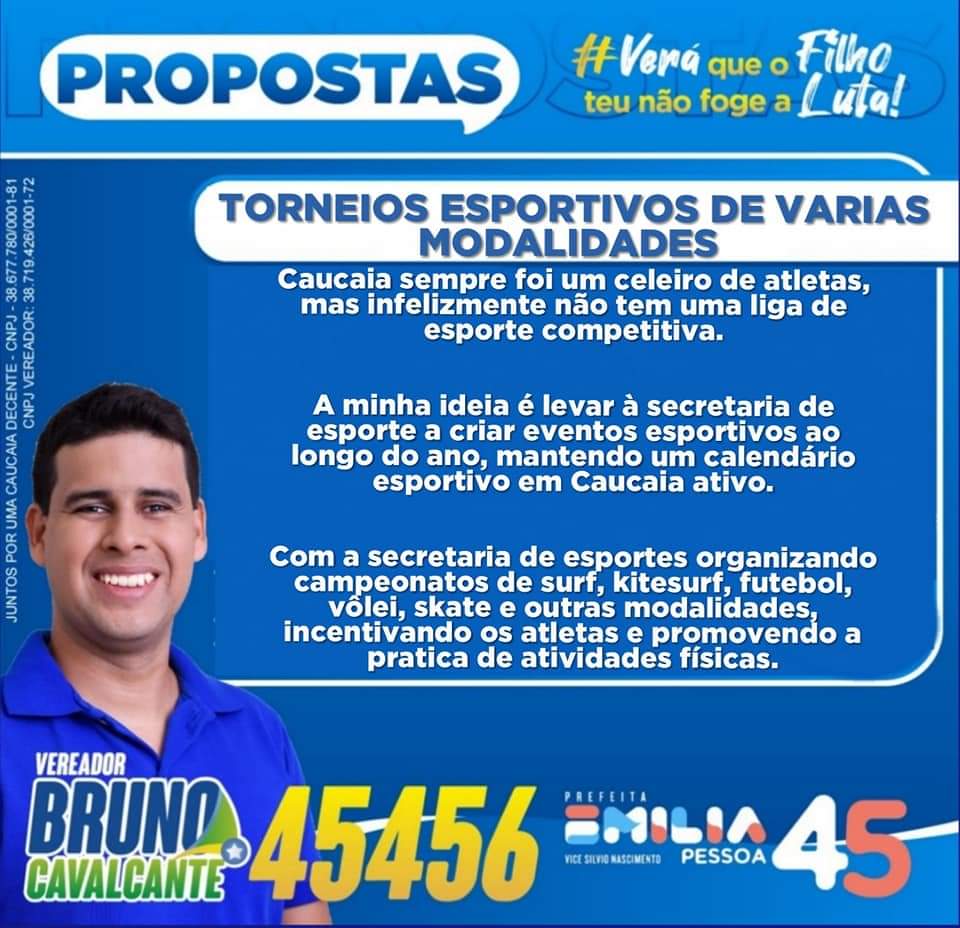 PROPOSTAS
#Verá que o Filho
teu não foge a Luta!
JUNTOS POR UMA CAUCAIA DECENTE - CNPJ - 38.677.780/0001-81
CNPJ VEREADOR: 38.719.426/0001-72
TORNEIOS ESPORTIVOS DE VARIAS
MODALIDADES
Caucaia sempre foi um celeiro de atletas,
mas infelizmente não tem uma liga de
esporte competitiva.
A minha ideia é levar à secretaria de
esporte a criar eventos esportivos ao
longo do ano, mantendo um calendário
esportivo em Caucaia ativo.
Com a secretaria de esportes organizando
campeonatos de surf, kitesurf, futebol,
vôlei, skate e outras modalidades,
incentivando os atletas e promovendo a
pratica de atividades físicas.
VEREADOR
BRUNO
CAVALCANTE
45456
PREFEITA
EMILIA
VICE SILVIO NASCIMENTO PESSOA
45